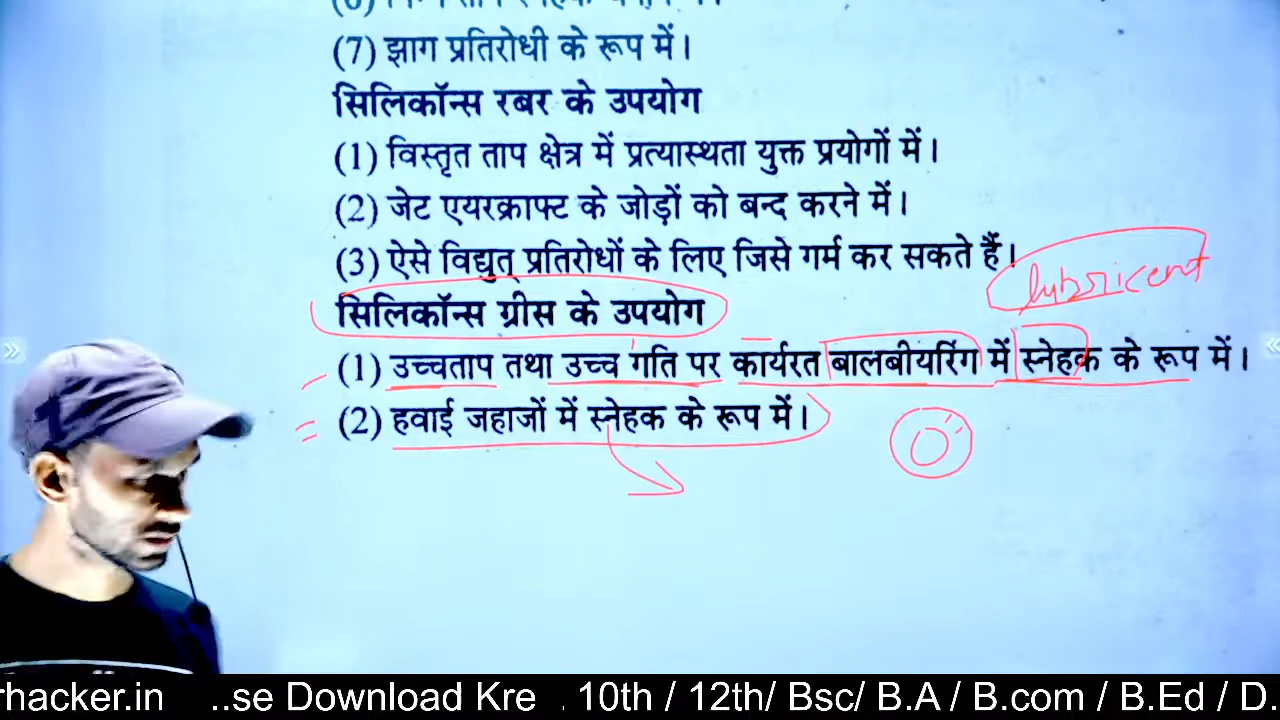 (7) झाग प्रतिरोधी के रूप में।
सिलिकॉन्स रबर के उपयोग
(1) विस्तृत ताप क्षेत्र में प्रत्यास्थता युक्त प्रयोगों में।
(2) जेट एयरक्राफ्ट के जोड़ों को बन्द करने में।
(3) ऐसे विद्युत् प्रतिरोधों के लिए जिसे गर्म कर सकते हैं।
lubricent
सिलिकॉन्स ग्रीस के उपयोग
(1) उच्चताप तथा उच्च गति पर कार्यरत बालबीयरिंग में स्नेहक के रूप में।
(2) हवाई जहाजों में स्नेहक के रूप में।
rhacker.in ..se Download Kre . 10th / 12th/ Bsc/ B.A / B.com / B.Ed / D.